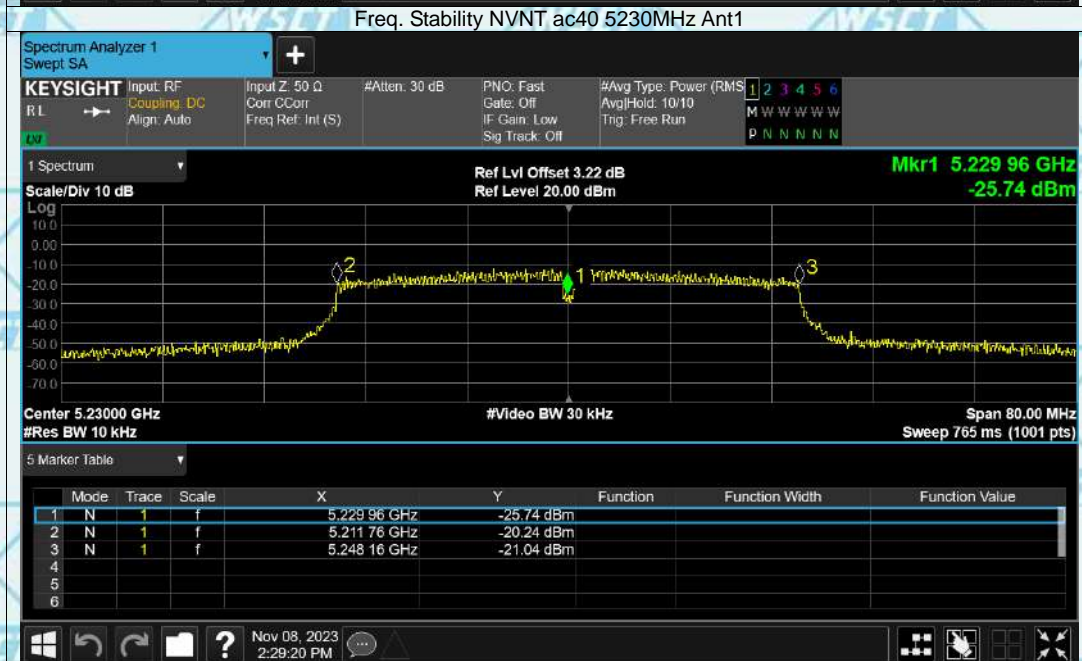 Freq. Stability NVNT ac40 5230MHz Ant1
Spectrum Analyzer 1
Swept SA
+
KEYSIGHT Input: RF Input Z: 50 Ω #Atten: 30 dB PNO: Fast #Avg Type: Power (RMS 1 2 3 4 5 6
RL Coupling: DC Corr CCorr Gate: Off Avg|Hold: 10/10 M W W W W W
Align: Auto Freq Ref: Int (S) IF Gain: Low Trig: Free Run
LXI Sig Track: Off P N N N N N
1 Spectrum Ref Lvl Offset 3.22 dB Mkr1 5.229 96 GHz
Scale/Div 10 dB Ref Level 20.00 dBm -25.74 dBm
Log
10.0
0.00
-10.0
-20.0
-30.0
-40.0
-50.0
-60.0
-70.0
2 1 3
Center 5.23000 GHz #Video BW 30 kHz Span 80.00 MHz
#Res BW 10 kHz Sweep 765 ms (1001 pts)
5 Marker Table
Mode Trace Scale X Y Function Function Width Function Value
1 N 1 f 5.229 96 GHz -25.74 dBm
2 N 1 f 5.211 76 GHz -20.24 dBm
3 N 1 f 5.248 16 GHz -21.04 dBm
4
5
6
? Nov 08, 2023
2:29:20 PM